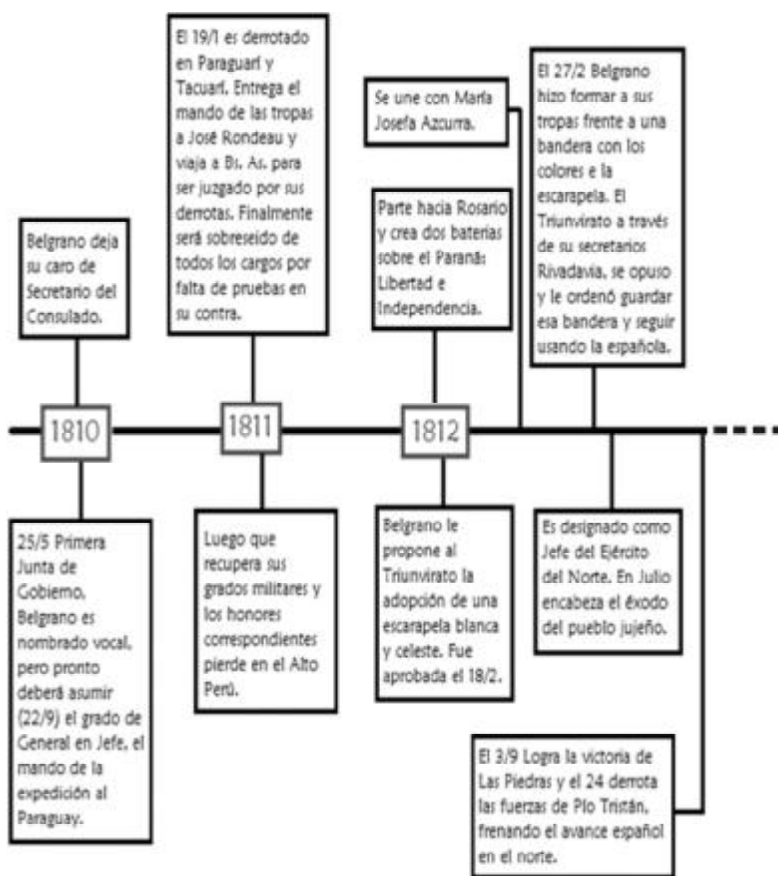 El 19/1 es derrotado
en Paraguarí y
Tacuarí. Entrega el
mando de las tropas
a José Rondeau y
viaja a Bs. As. para
ser juzgado por sus
derrotas. Finalmente
será sobreseido de
todos los cargos por
falta de pruebas en
su contra.
Se une con María
Josefa Azcurra.
El 27/2 Belgrano
hizo formar a sus
tropas frente a una
bandera con los
colores e la
escarapela. El
Triunvirato a través
de su secretarios
Rivadavia, se opuso
y le ordenó guardar
esa bandera y seguir
usando la española.
Belgrano deja
su caro de
Secretario del
Consulado.
Parte hacia Rosario
y crea dos baterías
sobre el Paraná:
Libertad e
Independencia.
1810
1811
1812
25/5 Primera
Junta de
Gobierno,
Belgrano es
nombrado vocal,
pero pronto
deberá asumir
(22/9) el grado de
General en Jefe, el
mando de la
expedición al
Paraguay.
Luego que
recupera sus
grados militares y
los honores
correspondientes
pierde en el Alto
Perú.
Belgrano le
propone al
Triunvirato la
adopción de una
escarapela blanca
y celeste. Fue
aprobada el 18/2.
Es designado como
Jefe del Ejército
del Norte. En Julio
encabeza el éxodo
del pueblo jujeño.
El 3/9 Logra la victoria de
Las Piedras y el 24 derrota
las fuerzas de Pío Tristán,
frenando el avance español
en el norte.